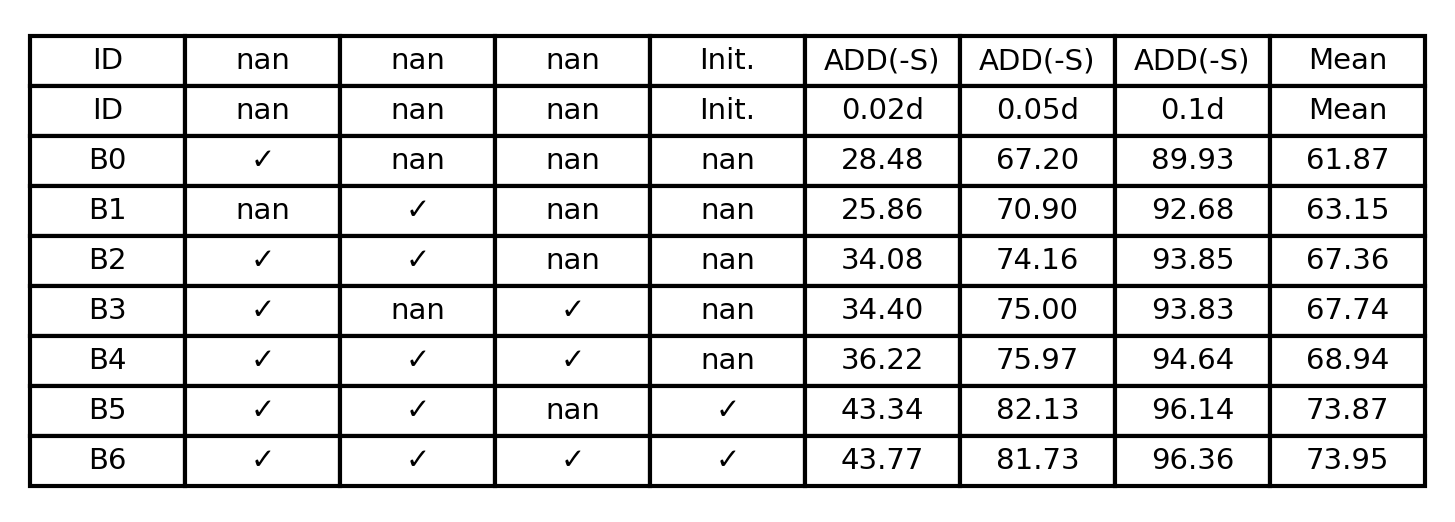 ID nan nan nan Init. ADD(-S) ADD(-S) ADD(-S) Mean
ID nan nan nan Init. 0.02d 0.05d 0.1d Mean
B0 ✓ nan nan nan 28.48 67.20 89.93 61.87
B1 nan ✓ nan nan 25.86 70.90 92.68 63.15
B2 ✓ ✓ nan nan 34.08 74.16 93.85 67.36
B3 ✓ nan ✓ nan 34.40 75.00 93.83 67.74
B4 ✓ ✓ ✓ nan 36.22 75.97 94.64 68.94
B5 ✓ ✓ nan ✓ 43.34 82.13 96.14 73.87
B6 ✓ ✓ ✓ ✓ 43.77 81.73 96.36 73.95